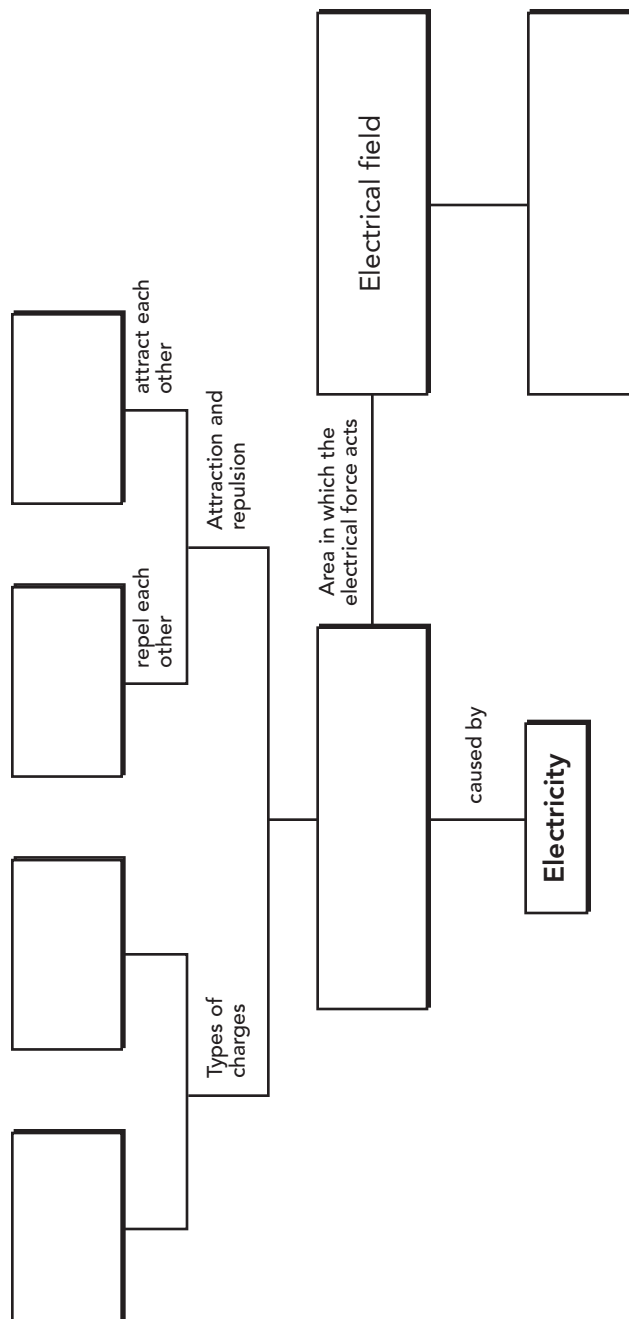 Electrical field
attract each
other
Attraction and
repulsion
Area in which the
electrical force acts
repel each
other
caused by
Electricity
Types of
charges